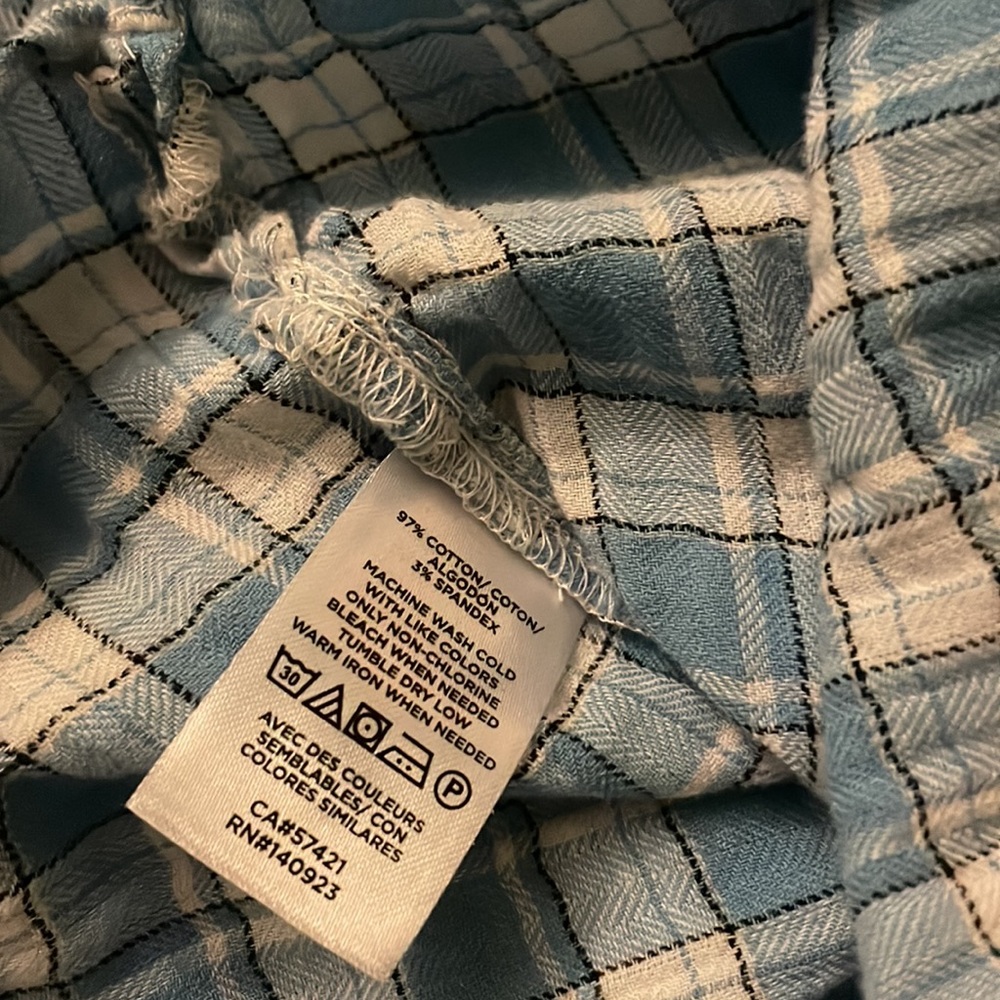 97% COTTON/COTON/
ALGODÓN
3% SPANDEX
MACHINE WASH COLD
WITH LIKE COLORS
ONLY NON-CHLORINE
BLEACH WHEN NEEDED
TUMBLE DRY LOW
WARM IRON WHEN NEEDED
30
P
AVEC DES COULEURS
SEMBLABLES/ CON
COLORES SIMILARES
CA#57421
RN#140923